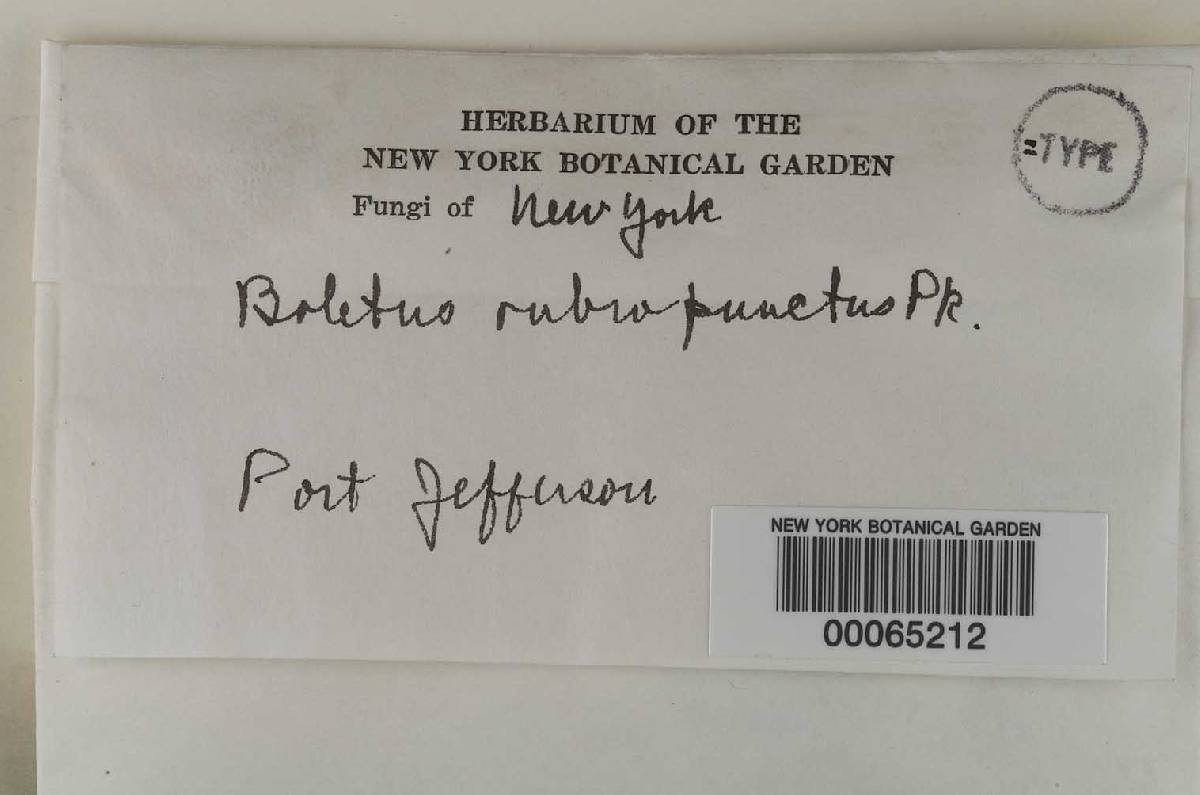 HERBARIUM OF THE
NEW YORK BOTANICAL GARDEN
=TYPE
Fungi of New York
Boletus rubropunctus Pk.
Port Jefferson
NEW YORK BOTANICAL GARDEN
00065212